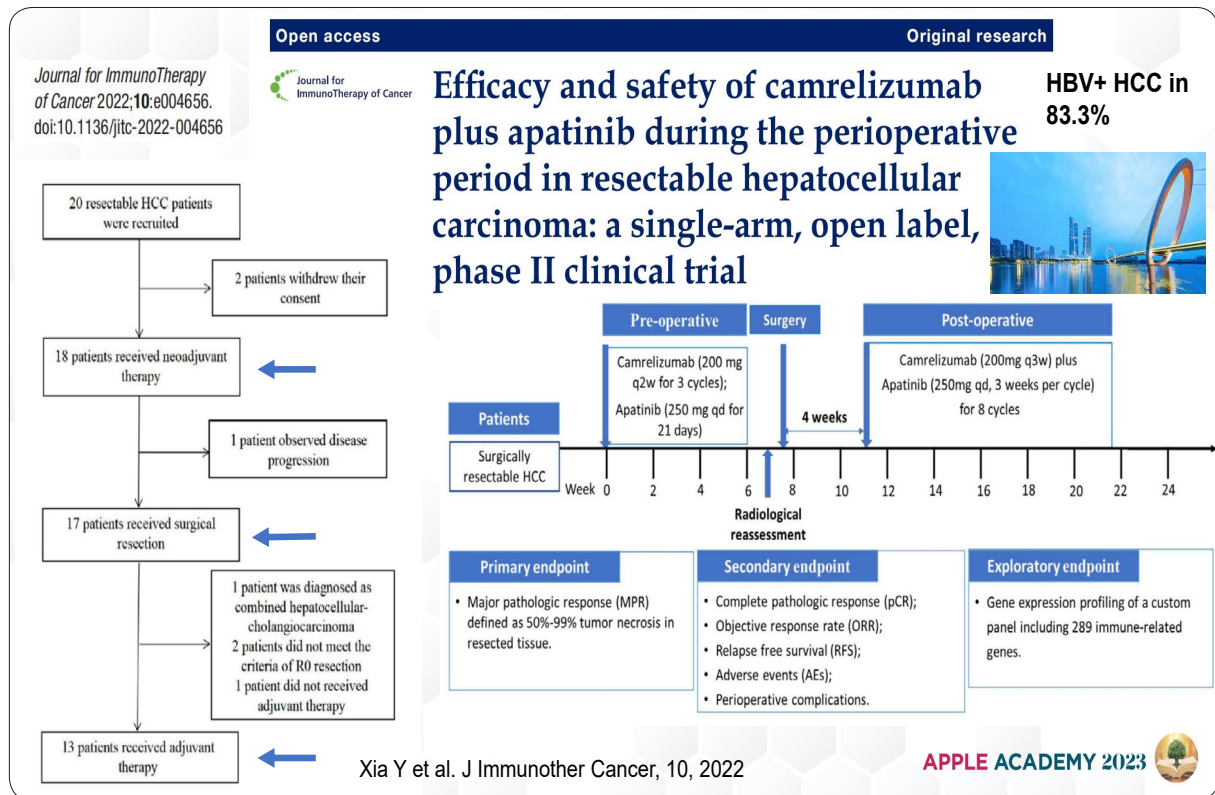 Open access
Original research
Journal for ImmunoTherapy
of Cancer 2022;10:e004656.
doi:10.1136/jitc-2022-004656
Journal for
ImmunoTherapy of Cancer
Efficacy and safety of camrelizumab
plus apatinib during the perioperative
period in resectable hepatocellular
carcinoma: a single-arm, open label,
phase II clinical trial
HBV+ HCC in
83.3%
20 resectable HCC patients
were recruited
2 patients withdrew their
consent
18 patients received neoadjuvant
therapy
1 patient observed disease
progression
17 patients received surgical
resection
1 patient was diagnosed as
combined hepatocellular-
cholangiocarcinoma
2 patients did not meet the
criteria of R0 resection
1 patient did not received
adjuvant therapy
13 patients received adjuvant
therapy
Pre-operative
Surgery
Post-operative
Camrelizumab (200 mg
q2w for 3 cycles);
Apatinib (250 mg qd for
21 days)
Camrelizumab (200mg q3w) plus
Apatinib (250mg qd, 3 weeks per cycle)
for 8 cycles
4 weeks
Patients
Surgically
resectable HCC
Week 0 2 4 6 8 10 12 14 16 18 20 22 24
Radiological
reassessment
Primary endpoint
• Major pathologic response (MPR)
defined as 50%-99% tumor necrosis in
resected tissue.
Secondary endpoint
• Complete pathologic response (pCR);
• Objective response rate (ORR);
• Relapse free survival (RFS);
• Adverse events (AEs);
• Perioperative complications.
Exploratory endpoint
• Gene expression profiling of a custom
panel including 289 immune-related
genes.
Xia Y et al. J Immunother Cancer, 10, 2022
APPLE ACADEMY 2023